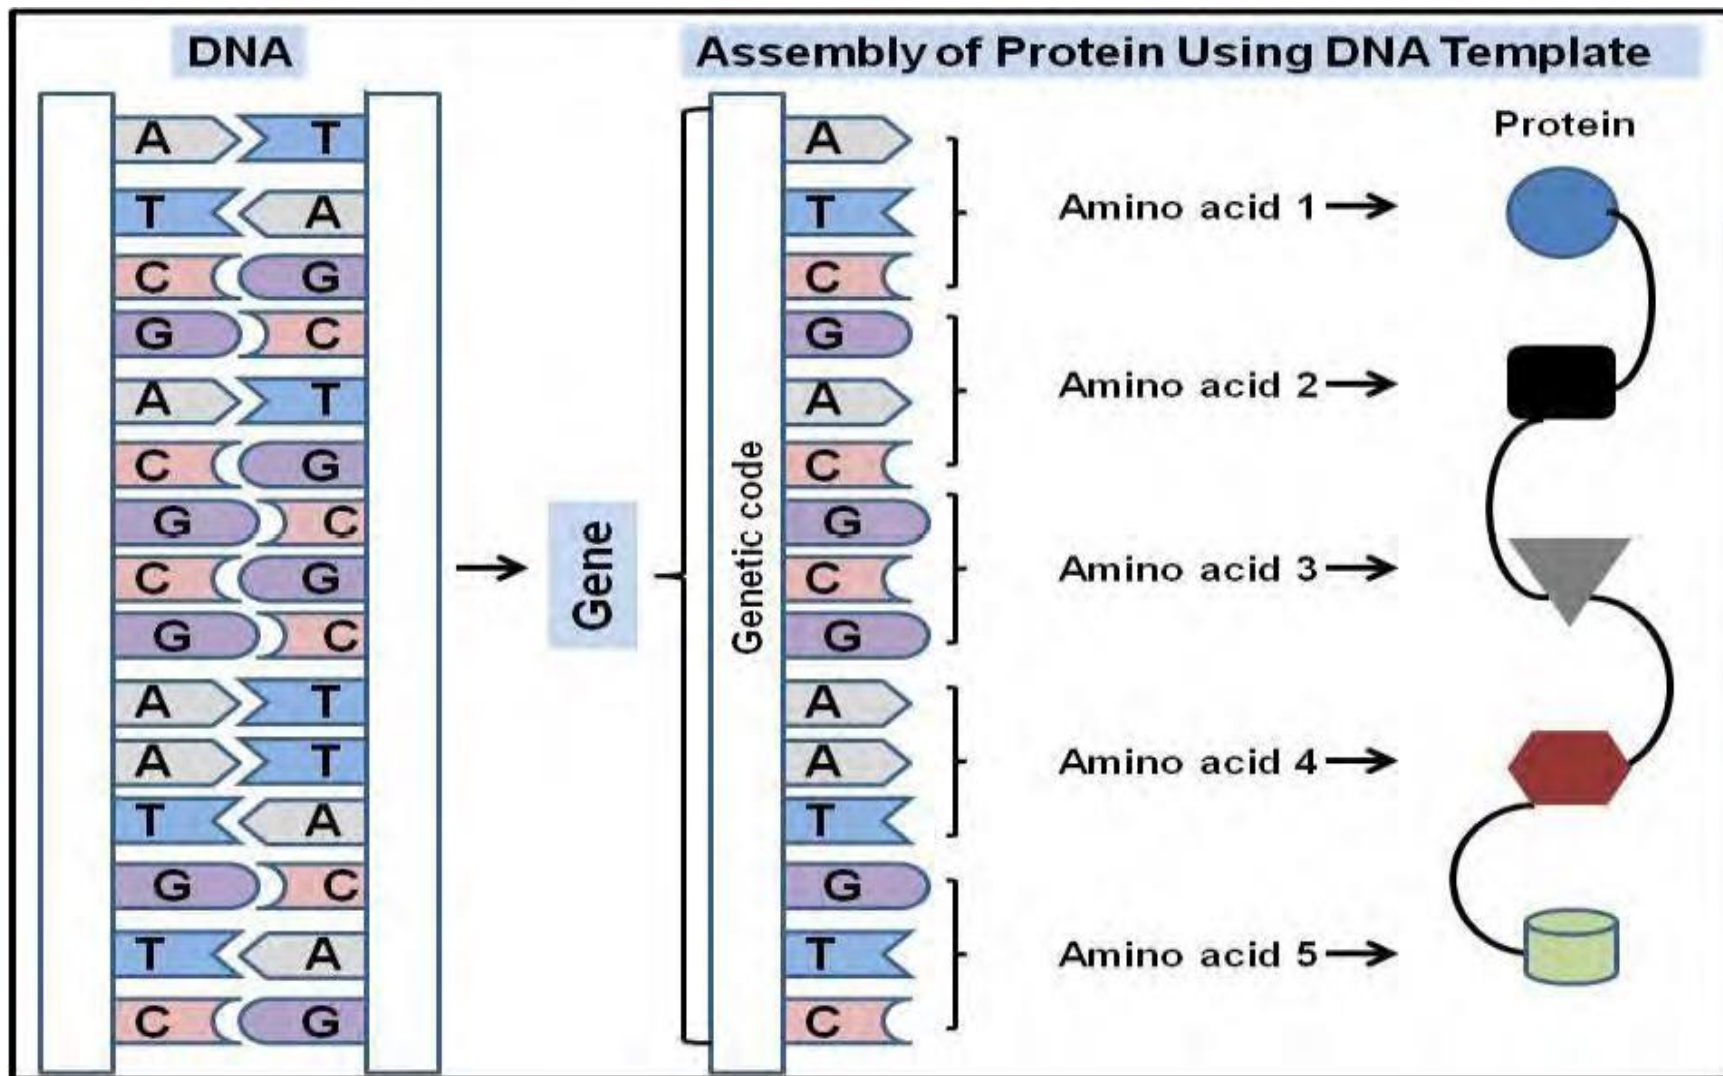 DNA
Assembly of Protein Using DNA Template
A T
T A
C G
G C
A T
C G
G C
C G
G C
A T
A T
T A
G C
T A
C G
Gene
Genetic code
A
T
C
G
A
C
G
C
G
A
A
T
G
T
C
Amino acid 1
Amino acid 2
Amino acid 3
Amino acid 4
Amino acid 5
Protein